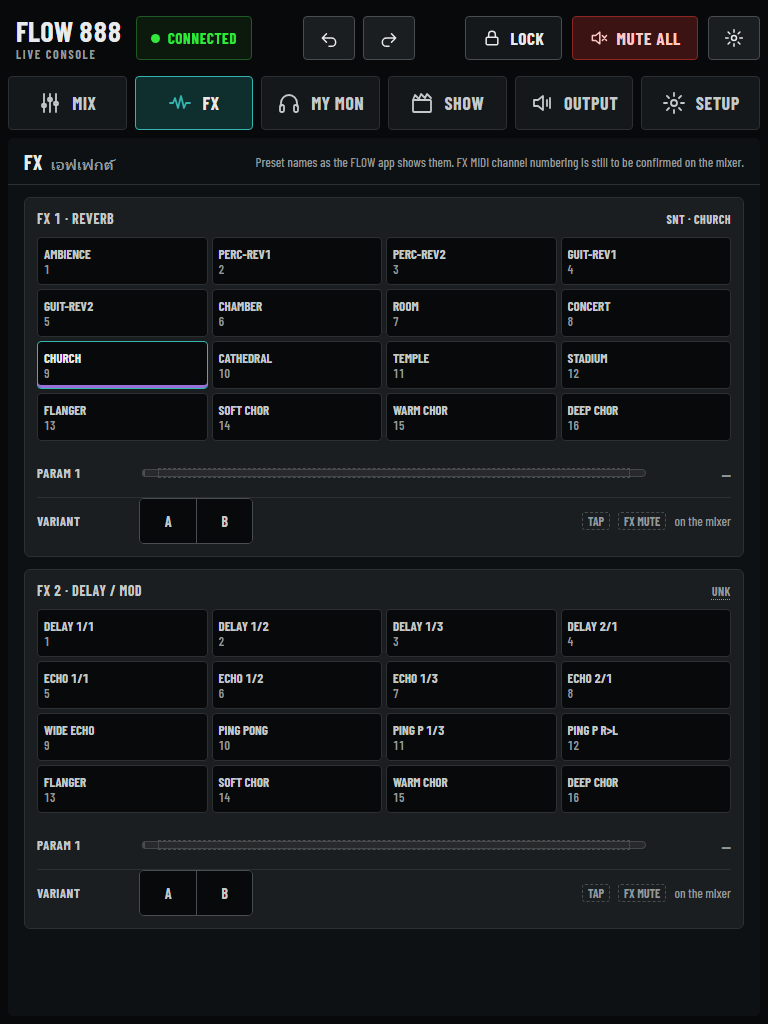 FLOW 888
LIVE CONSOLE
CONNECTED
LOCK
MUTE ALL
MIX
FX
MY MON
SHOW
OUTPUT
SETUP
FX เอฟเฟกต์
Preset names as the FLOW app shows them. FX MIDI channel numbering is still to be confirmed on the mixer.
FX 1 · REVERB
SNT · CHURCH
AMBIENCE
1
PERC-REV1
2
PERC-REV2
3
GUIT-REV1
4
GUIT-REV2
5
CHAMBER
6
ROOM
7
CONCERT
8
CHURCH
9
CATHEDRAL
10
TEMPLE
11
STADIUM
12
FLANGER
13
SOFT CHOR
14
WARM CHOR
15
DEEP CHOR
16
PARAM 1
—
VARIANT
A
B
TAP FX MUTE on the mixer
FX 2 · DELAY / MOD
UNK
DELAY 1/1
1
DELAY 1/2
2
DELAY 1/3
3
DELAY 2/1
4
ECHO 1/1
5
ECHO 1/2
6
ECHO 1/3
7
ECHO 2/1
8
WIDE ECHO
9
PING PONG
10
PING P 1/3
11
PING P R>L
12
FLANGER
13
SOFT CHOR
14
WARM CHOR
15
DEEP CHOR
16
PARAM 1
—
VARIANT
A
B
TAP FX MUTE on the mixer